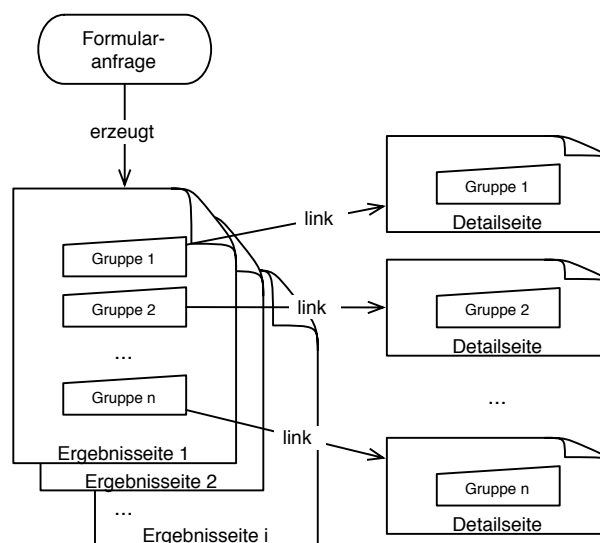 Formular-
anfrage
erzeugt
Gruppe 1
Gruppe 2
...
Gruppe n
Ergebnisseite 1
Ergebnisseite 2
...
Ergebnisseite i
link
link
link
Gruppe 1
Detailseite
Gruppe 2
Detailseite
...
Gruppe n
Detailseite